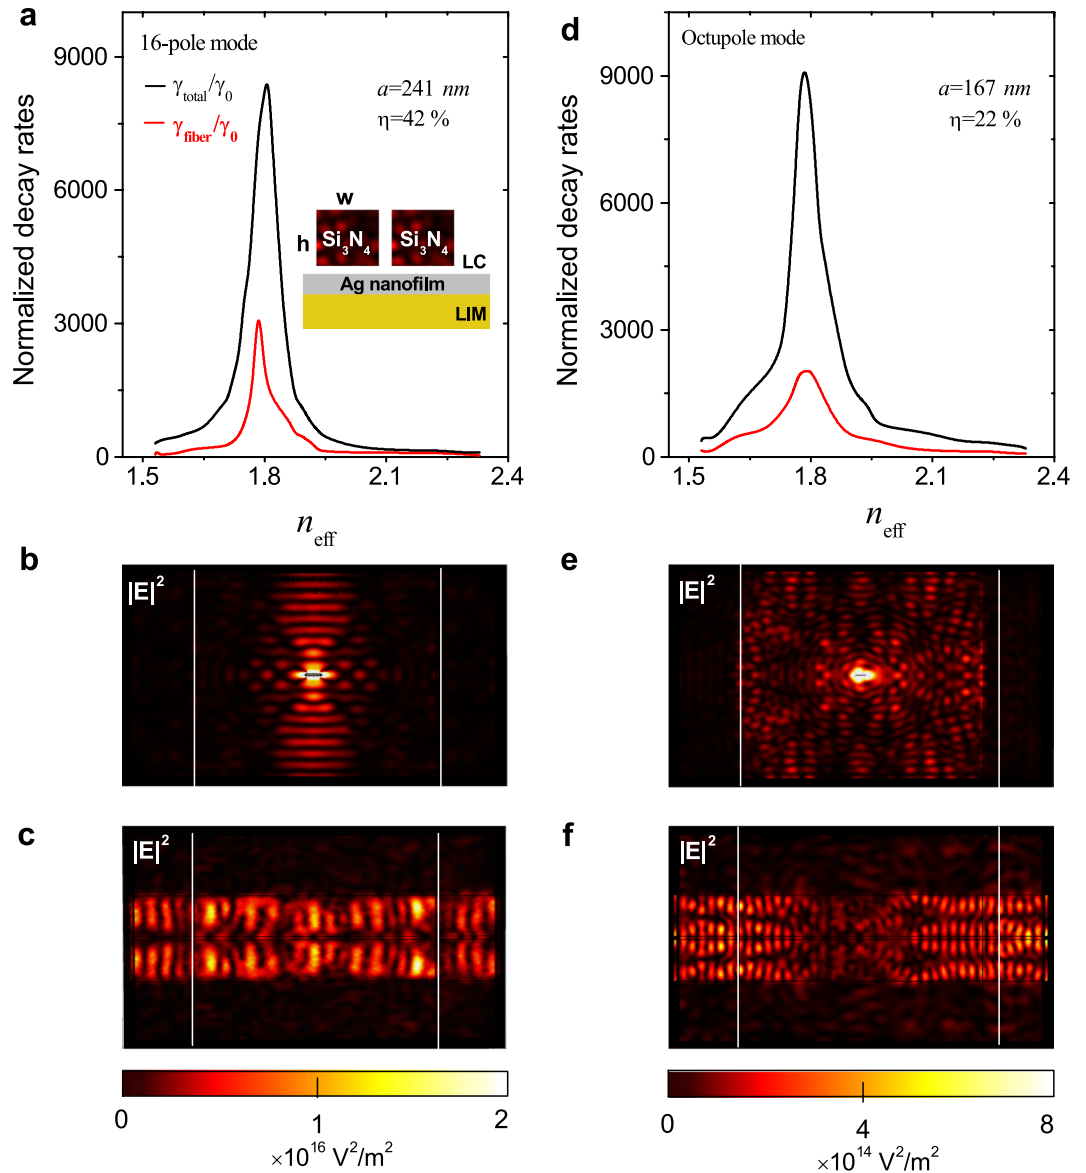 a
16-pole mode
γtotal/γ0
γfiber/γ0
a=241 nm
η=42 %
w
h
Si3N4
Si3N4
LC
Ag nanofilm
LIM
Normalized decay rates
9000
6000
3000
0
1.5
1.8
2.1
2.4
neff
d
Octupole mode
a=167 nm
η=22 %
Normalized decay rates
9000
6000
3000
0
1.5
1.8
2.1
2.4
neff
b
|E|²
e
|E|²
c
|E|²
f
|E|²
0
1
2
×10¹⁶ V²/m²
0
4
8
×10¹⁴ V²/m²